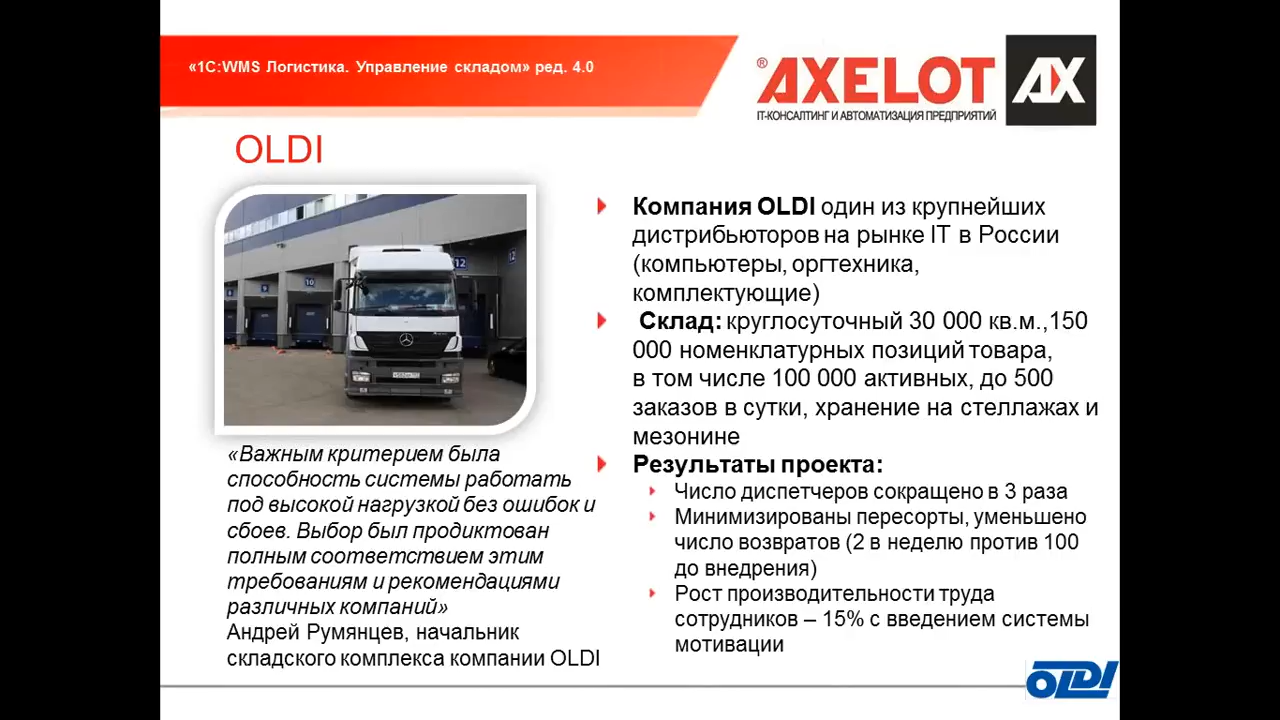 «1С:WMS Логистика. Управление складом» ред. 4.0
®AXELOT AX
IT-КОНСАЛТИНГ И АВТОМАТИЗАЦИЯ ПРЕДПРИЯТИЙ
OLDI
10
12
12
«Важным критерием была
способность системы работать
под высокой нагрузкой без ошибок и
сбоев. Выбор был продиктован
полным соответствием этим
требованиям и рекомендациями
различных компаний»
Андрей Румянцев, начальник
складского комплекса компании OLDI
Компания OLDI один из крупнейших
дистрибьюторов на рынке IT в России
(компьютеры, оргтехника,
комплектующие)
Склад: круглосуточный 30 000 кв.м.,150
000 номенклатурных позиций товара,
в том числе 100 000 активных, до 500
заказов в сутки, хранение на стеллажах и
мезонине
Результаты проекта:
Число диспетчеров сокращено в 3 раза
Минимизированы пересорты, уменьшено
число возвратов (2 в неделю против 100
до внедрения)
Рост производительности труда
сотрудников – 15% с введением системы
мотивации
OLDI